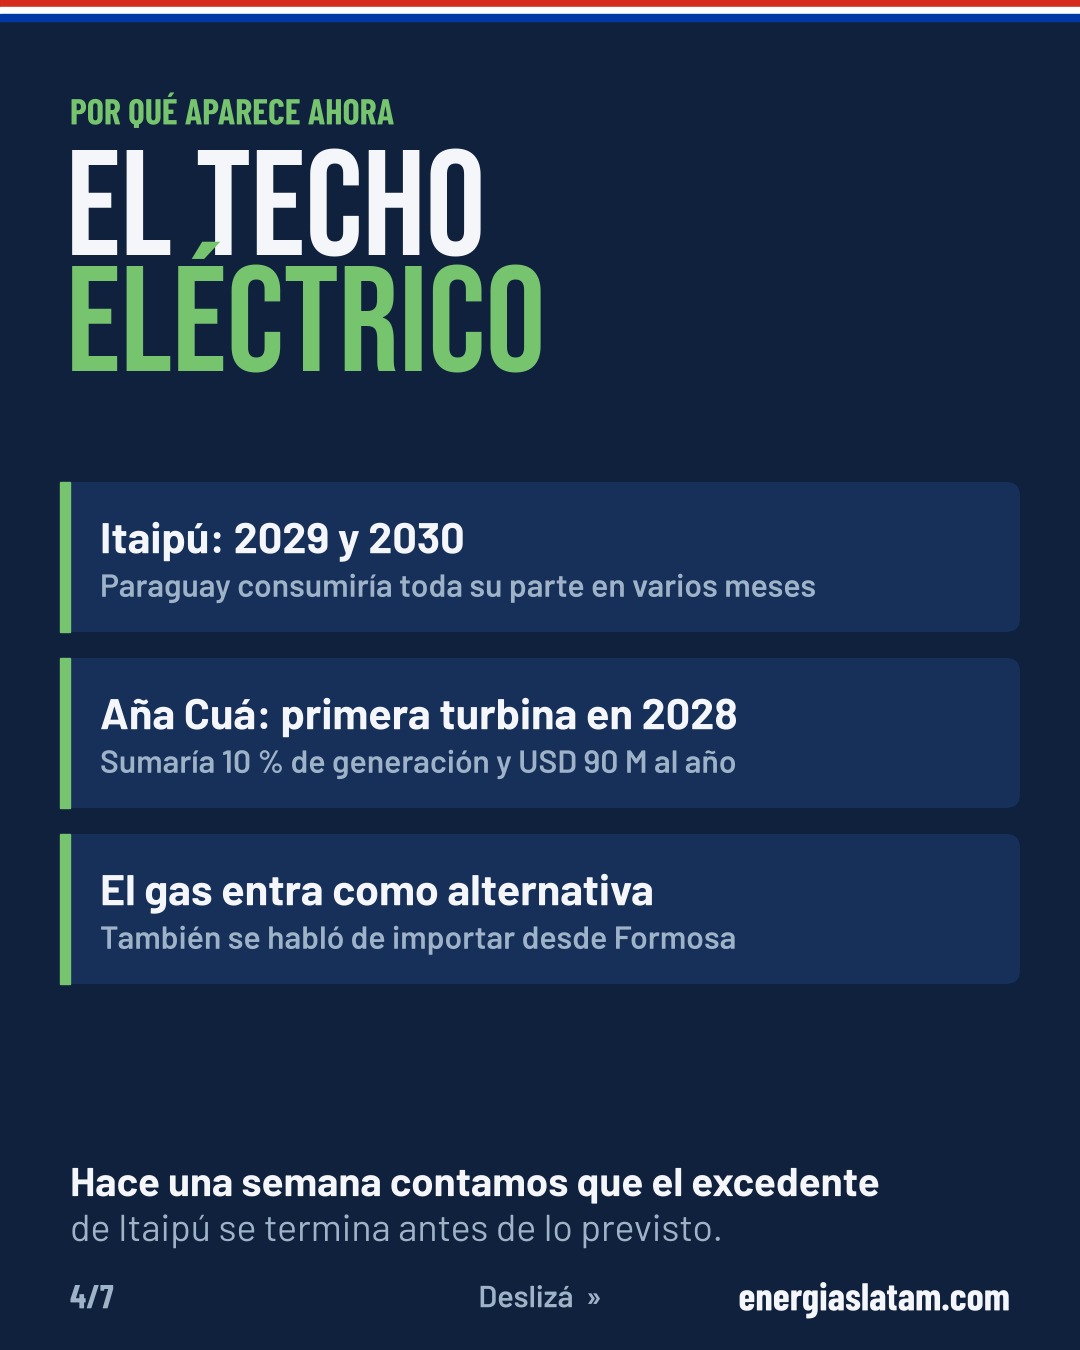 POR QUÉ APARECE AHORA
EL TECHO
ELÉCTRICO
Itaipú: 2029 y 2030
Paraguay consumiría toda su parte en varios meses
Aña Cuá: primera turbina en 2028
Sumaría 10 % de generación y USD 90 M al año
El gas entra como alternativa
También se habló de importar desde Formosa
Hace una semana contamos que el excedente
de Itaipú se termina antes de lo previsto.
4/7
Deslizá »
energiaslatam.com